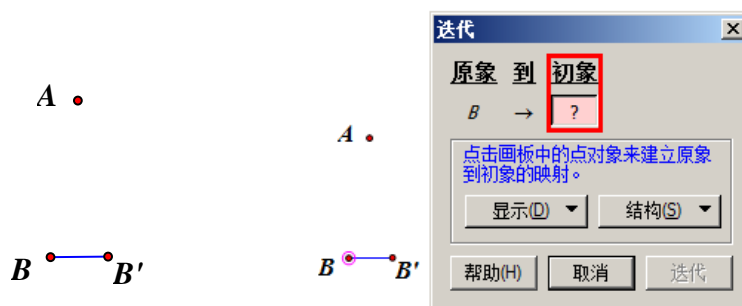 A
B
B'
A
B
B'
迭代
原象 到 初象
B → ?
点击画板中的点对象来建立原象
到初象的映射。
显示(D)
结构(S)
帮助(H)
取消
迭代